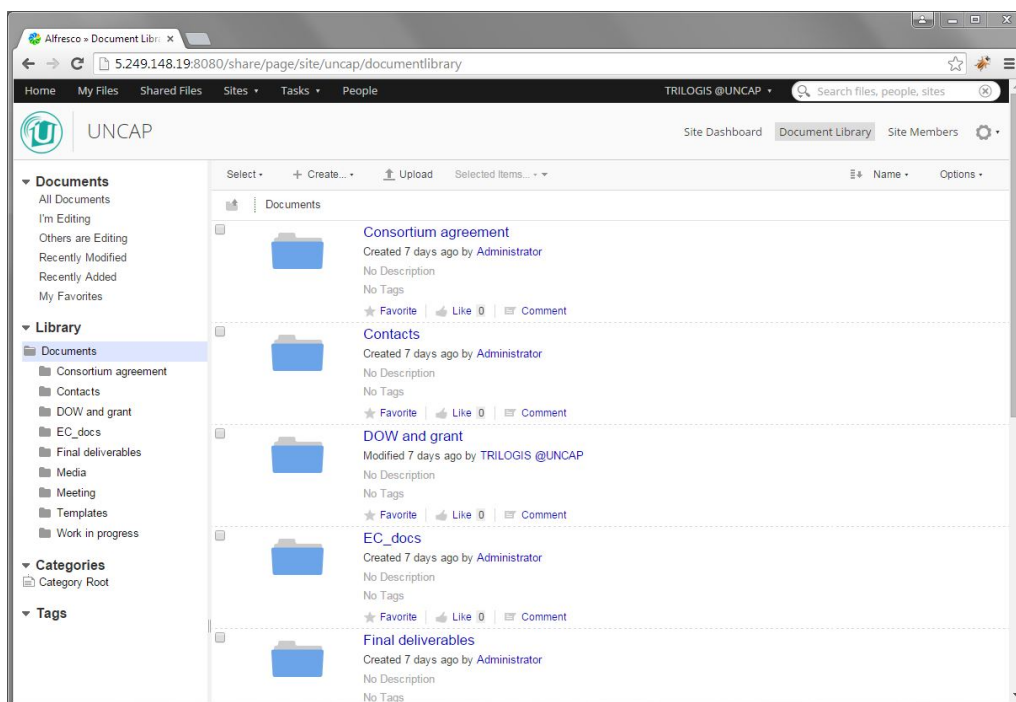 Alfresco » Document Libr
5.249.148.19:8080/share/page/site/uncap/documentlibrary
Home My Files Shared Files Sites Tasks People TRILOGIS @UNCAP Search files, people, sites
UNCAP Site Dashboard Document Library Site Members
Select + Create... Upload Selected Items... Name Options
Documents
Documents
All Documents
I'm Editing
Others are Editing
Recently Modified
Recently Added
My Favorites
Library
Documents
Consortium agreement
Contacts
DOW and grant
EC_docs
Final deliverables
Media
Meeting
Templates
Work in progress
Categories
Category Root
Tags
Consortium agreement
Created 7 days ago by Administrator
No Description
No Tags
Favorite Like 0 Comment
Contacts
Created 7 days ago by Administrator
No Description
No Tags
Favorite Like 0 Comment
DOW and grant
Modified 7 days ago by TRILOGIS @UNCAP
No Description
No Tags
Favorite Like 0 Comment
EC_docs
Created 7 days ago by Administrator
No Description
No Tags
Favorite Like 0 Comment
Final deliverables
Created 7 days ago by Administrator
No Description
No Tags